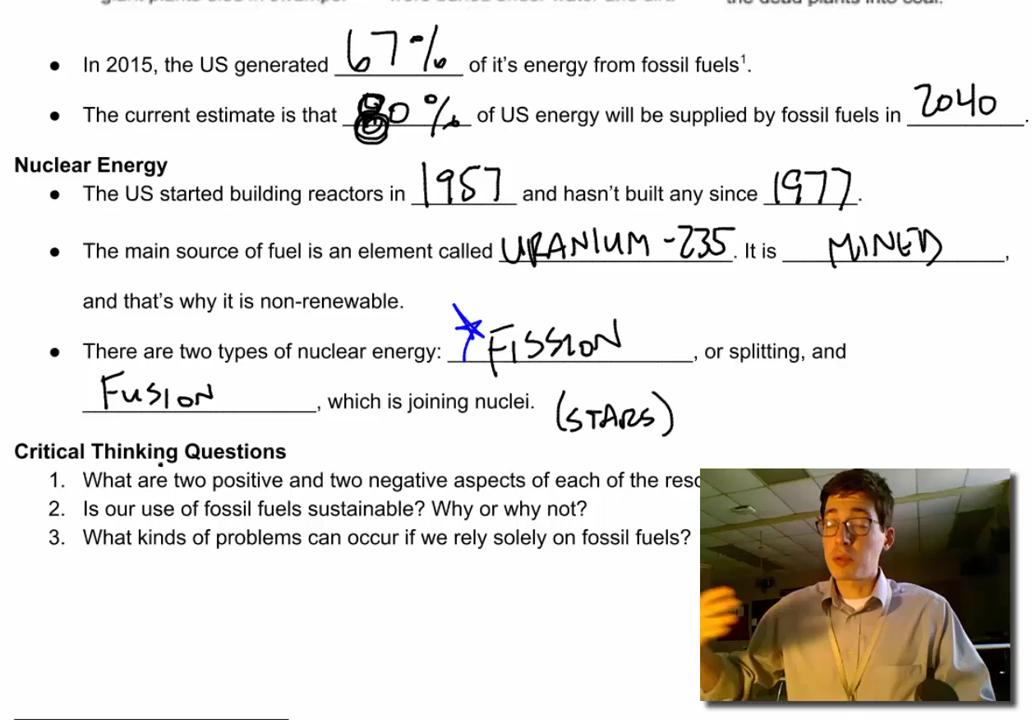 • In 2015, the US generated 67% of it's energy from fossil fuels¹.
• The current estimate is that 80% of US energy will be supplied by fossil fuels in 2040.
Nuclear Energy
• The US started building reactors in 1957 and hasn't built any since 1977.
• The main source of fuel is an element called URANIUM-235. It is MINED,
and that's why it is non-renewable.
• There are two types of nuclear energy: FISSION, or splitting, and
FUSION, which is joining nuclei. (STARS)
Critical Thinking Questions
1. What are two positive and two negative aspects of each of the
2. Is our use of fossil fuels sustainable? Why or why not?
3. What kinds of problems can occur if we rely solely on fossil fuels?